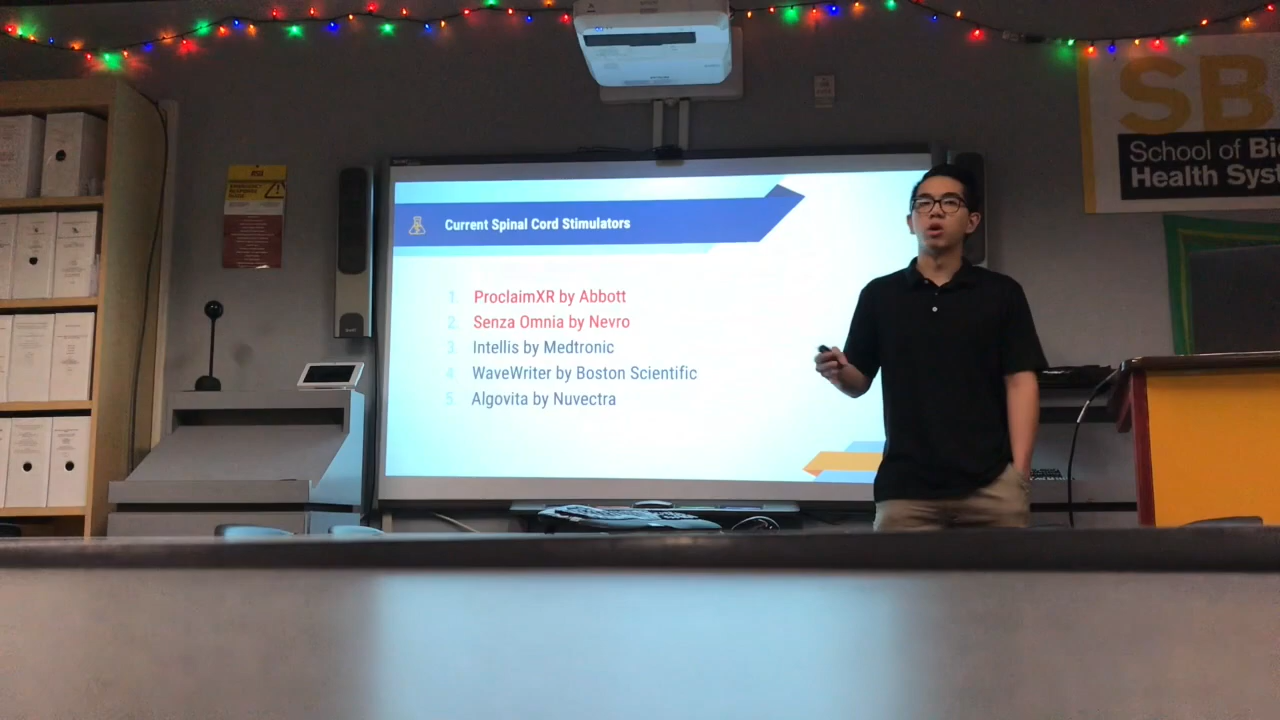 SB
School of Bio
Health Syst
Current Spinal Cord Stimulators
1. ProclaimXR by Abbott
2. Senza Omnia by Nevro
3. Intellis by Medtronic
4. WaveWriter by Boston Scientific
5. Algovita by Nuvectra